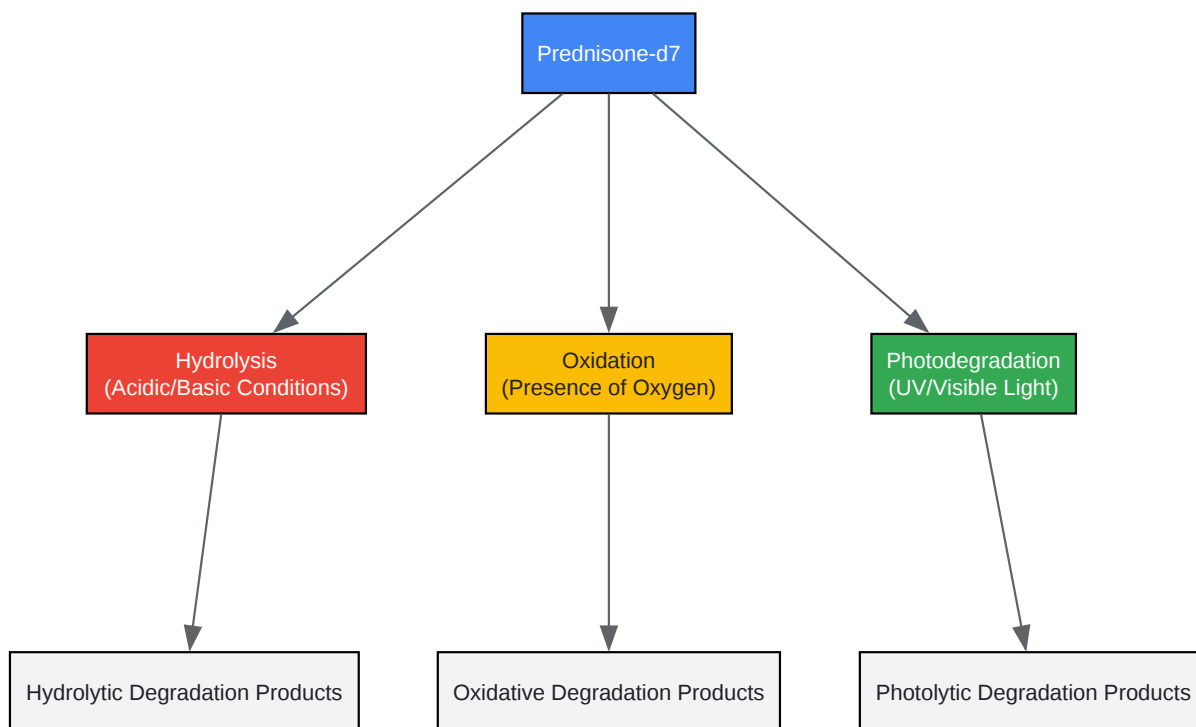 Prednisone-d7
Hydrolysis
(Acidic/Basic Conditions)
Oxidation
(Presence of Oxygen)
Photodegradation
(UV/Visible Light)
Hydrolytic Degradation Products
Oxidative Degradation Products
Photolytic Degradation Products